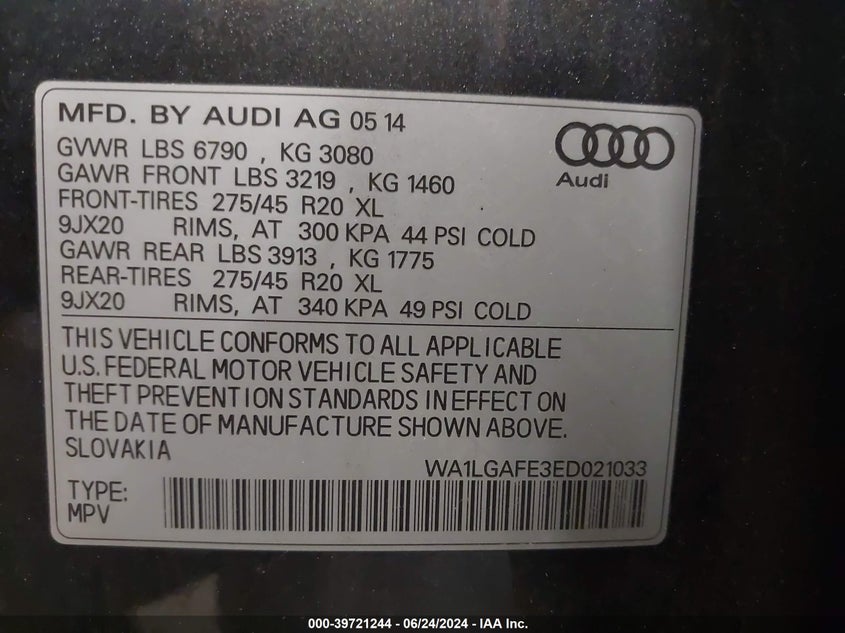 MFD. BY AUDI AG 05 14
GVWR LBS 6790 , KG 3080
GAWR FRONT LBS 3219 , KG 1460
FRONT-TIRES 275/45 R20 XL
9JX20 RIMS, AT 300 KPA 44 PSI COLD
GAWR REAR LBS 3913 , KG 1775
REAR-TIRES 275/45 R20 XL
9JX20 RIMS, AT 340 KPA 49 PSI COLD
Audi
THIS VEHICLE CONFORMS TO ALL APPLICABLE
U.S. FEDERAL MOTOR VEHICLE SAFETY AND
THEFT PREVENTION STANDARDS IN EFFECT ON
THE DATE OF MANUFACTURE SHOWN ABOVE.
SLOVAKIA
WA1LGAFE3ED021033
TYPE:
MPV
000-39721244 - 06/24/2024 - IAA Inc.